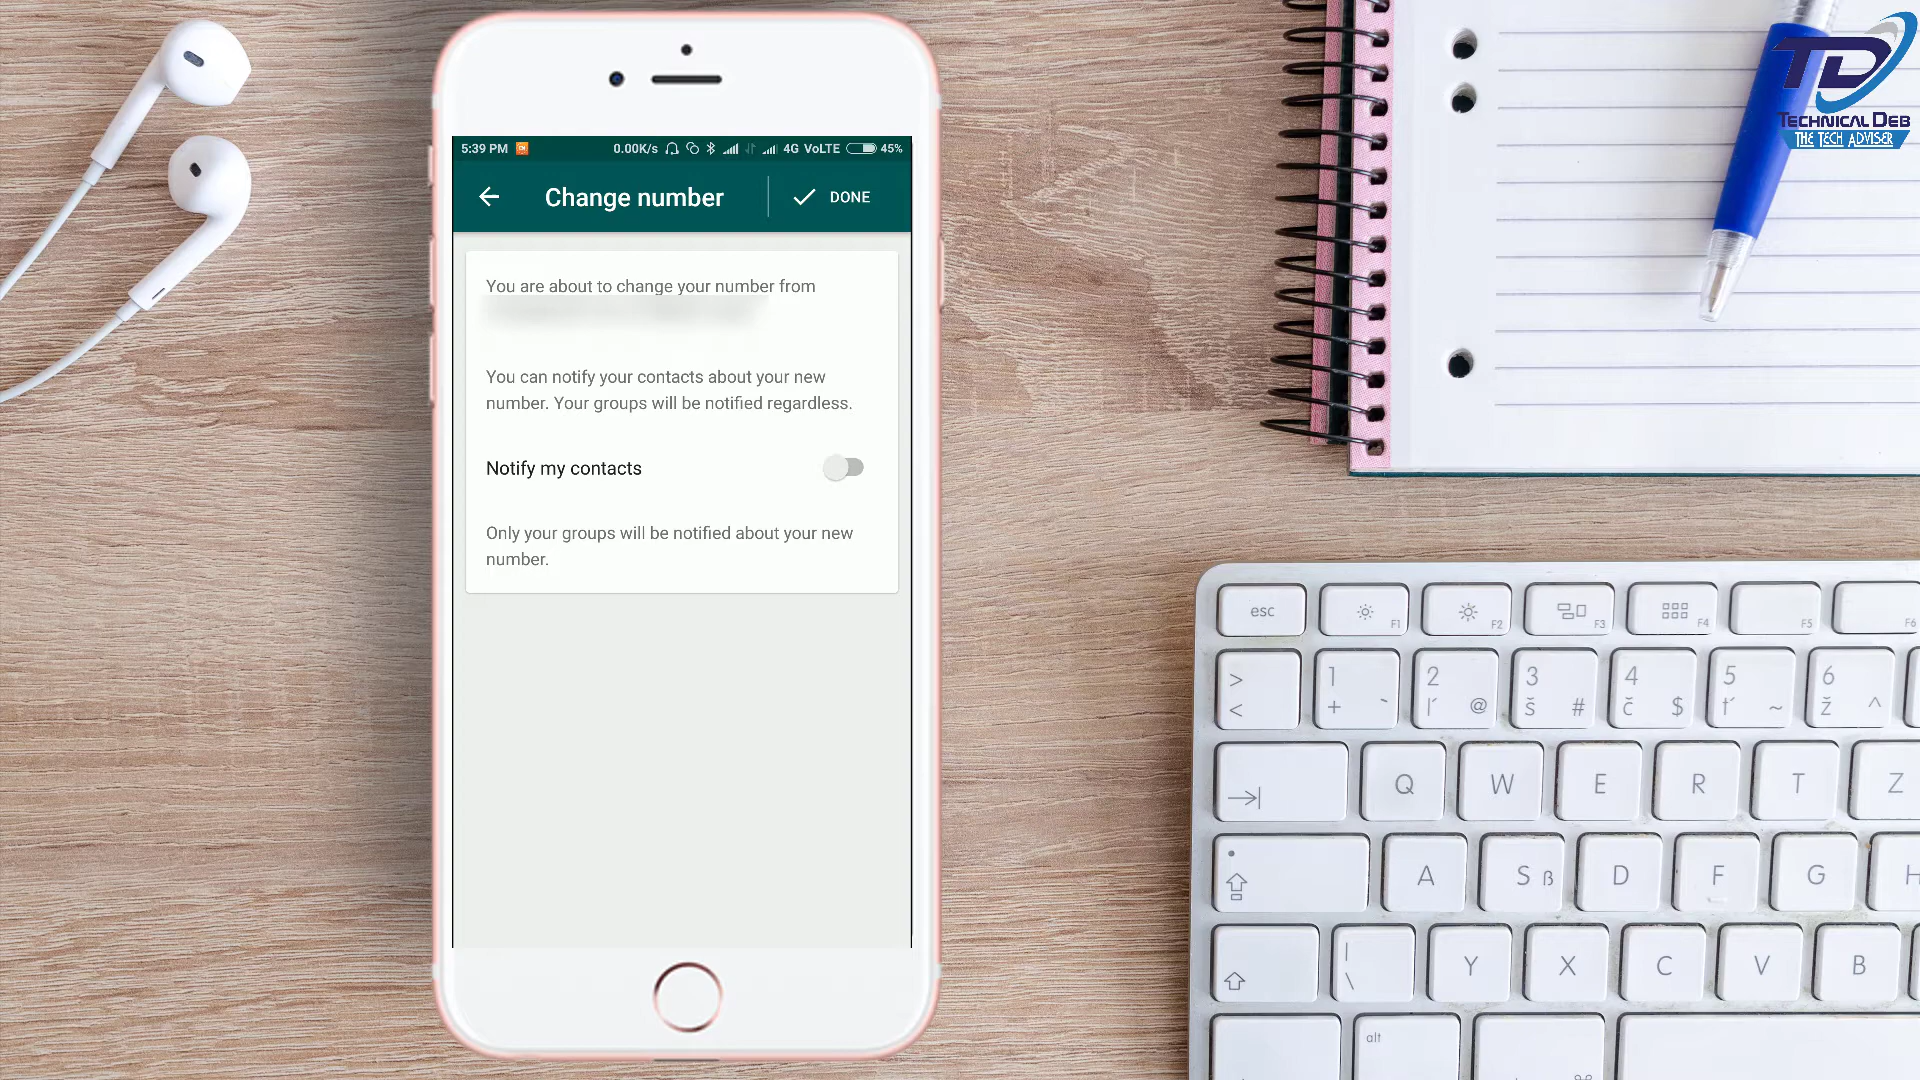 5:39 PM 0.00K/s 4G VoLTE 45%
Change number
DONE
You are about to change your number from
You can notify your contacts about your new
number. Your groups will be notified regardless.
Notify my contacts
Only your groups will be notified about your new
number.
TD
TECHNICAL DEB
THE TECH ADVISER
esc F1 F2 F3 F4 F5 F6
> 1 2 3 4 5 6
< + ` ľ @ š # č $ ť ~ ž ^
Q W E R T Z
A S ß D F G H
|
\ Y X C V B
alt ⌘